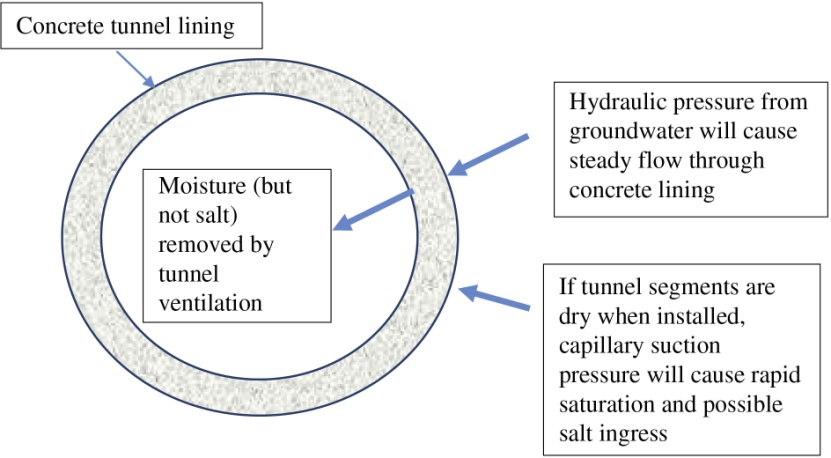 Concrete tunnel lining
Hydraulic pressure from
groundwater will cause
steady flow through
concrete lining
Moisture (but
not salt)
removed by
tunnel
ventilation
If tunnel segments are
dry when installed,
capillary suction
pressure will cause rapid
saturation and possible
salt ingress